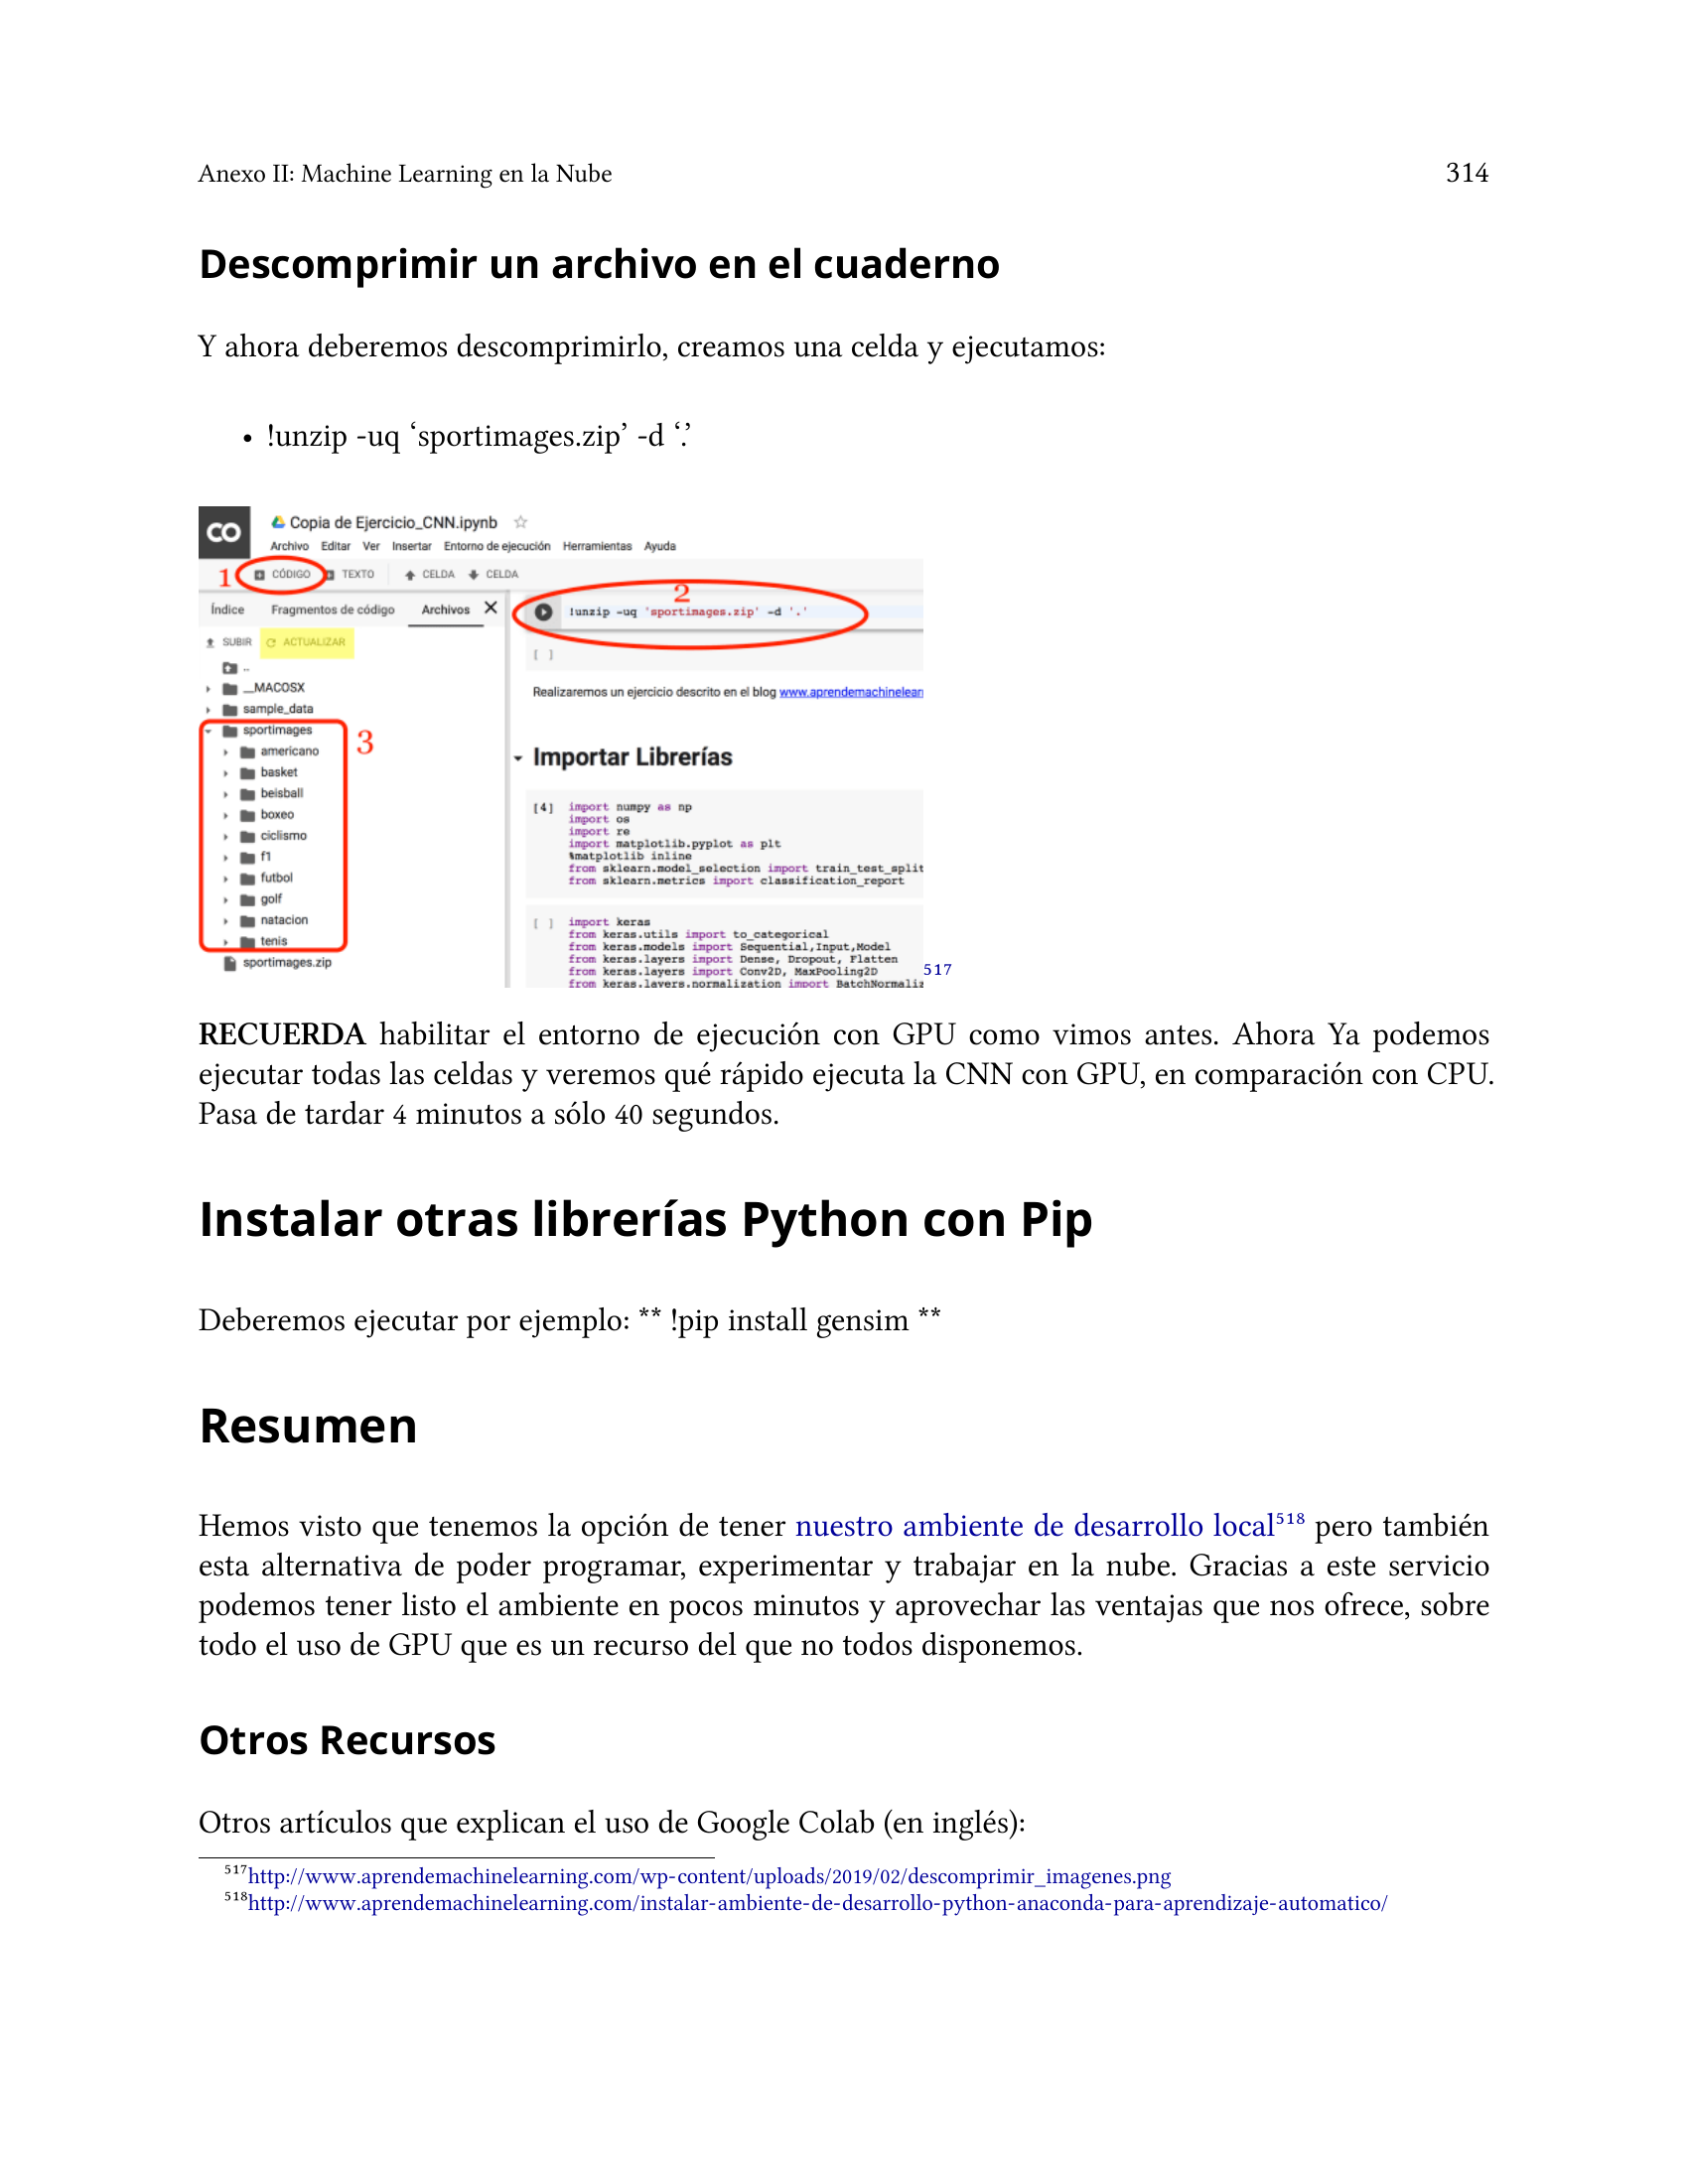 Anexo II: Machine Learning en la Nube 314
Descomprimir un archivo en el cuaderno
Y ahora deberemos descomprimirlo, creamos una celda y ejecutamos:
• !unzip -uq ‘sportimages.zip’ -d ‘.’
CO
Copia de Ejercicio_CNN.ipynb
Archivo Editar Ver Insertar Entorno de ejecución Herramientas Ayuda
1 CÓDIGO TEXTO CELDA CELDA
Índice Fragmentos de código Archivos X
SUBIR ACTUALIZAR
..
__MACOSX
sample_data
sportimages
3
americano
basket
beisball
boxeo
ciclismo
f1
futbol
golf
natacion
tenis
sportimages.zip
2
!unzip -uq 'sportimages.zip' -d '.'
[ ]
Realizaremos un ejercicio descrito en el blog www.aprendemachinelear
Importar Librerías
[4] import numpy as np
import os
import re
import matplotlib.pyplot as plt
%matplotlib inline
from sklearn.model_selection import train_test_split
from sklearn.metrics import classification_report
[ ] import keras
from keras.utils import to_categorical
from keras.models import Sequential,Input,Model
from keras.layers import Dense, Dropout, Flatten
from keras.layers import Conv2D, MaxPooling2D
from keras.layers.normalization import BatchNormaliz
517
RECUERDA habilitar el entorno de ejecución con GPU como vimos antes. Ahora Ya podemos
ejecutar todas las celdas y veremos qué rápido ejecuta la CNN con GPU, en comparación con CPU.
Pasa de tardar 4 minutos a sólo 40 segundos.
Instalar otras librerías Python con Pip
Deberemos ejecutar por ejemplo: ** !pip install gensim **
Resumen
Hemos visto que tenemos la opción de tener nuestro ambiente de desarrollo local518 pero también
esta alternativa de poder programar, experimentar y trabajar en la nube. Gracias a este servicio
podemos tener listo el ambiente en pocos minutos y aprovechar las ventajas que nos ofrece, sobre
todo el uso de GPU que es un recurso del que no todos disponemos.
Otros Recursos
Otros artículos que explican el uso de Google Colab (en inglés):
517http://www.aprendemachinelearning.com/wp-content/uploads/2019/02/descomprimir_imagenes.png
518http://www.aprendemachinelearning.com/instalar-ambiente-de-desarrollo-python-anaconda-para-aprendizaje-automatico/